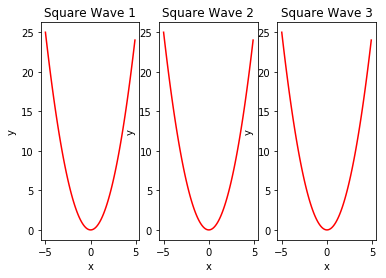 Square Wave 1 Square Wave 2 Square Wave 3
25 25 25
20 20 20
15 15 15
y y y
10 10 10
5 5 5
0 0 0
−5 0 5 −5 0 5 −5 0 5
x x x